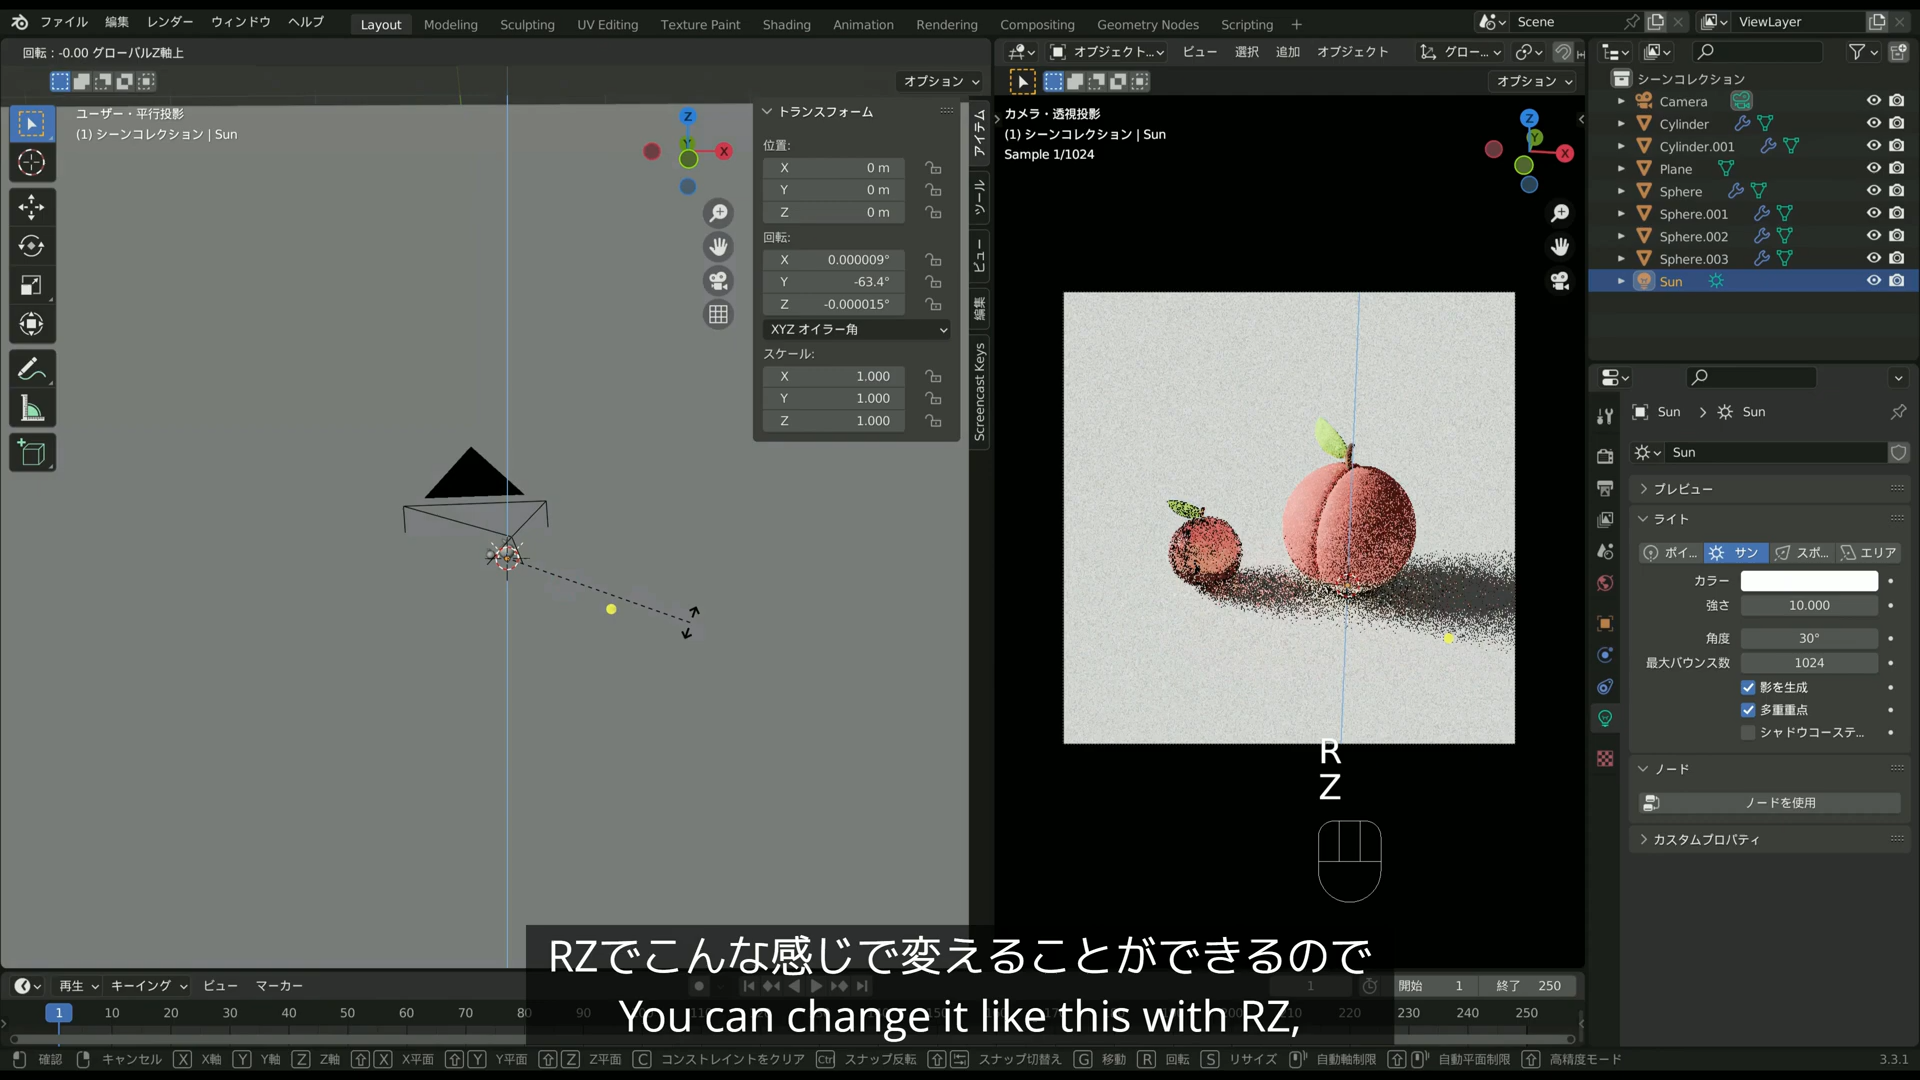 ファイル 編集 レンダー ウィンドウ ヘルプ Layout Modeling Sculpting UV Editing Texture Paint Shading Animation Rendering Compositing Geometry Nodes Scripting + Scene ViewLayer
回転 : -0.00 グローバルZ軸上
オブジェクト... ビュー 選択 追加 オブジェクト グロー...
オプション
オプション
ユーザー・平行投影
(1) シーンコレクション | Sun
Z
X
トランスフォーム
位置:
X 0 m
Y 0 m
Z 0 m
回転:
X 0.000009°
Y -63.4°
Z -0.000015°
XYZ オイラー角
スケール:
X 1.000
Y 1.000
Z 1.000
アイテム
ツール
ビュー
編集
Screencast Keys
カメラ・透視投影
(1) シーンコレクション | Sun
Sample 1/1024
Z
Y
X
R
Z
シーンコレクション
Camera
Cylinder
Cylinder.001
Plane
Sphere
Sphere.001
Sphere.002
Sphere.003
Sun
Sun > Sun
Sun
プレビュー
ライト
ポイ... サン スポ... エリア
カラー
強さ 10.000
角度 30°
最大バウンス数 1024
影を生成
多重重点
シャドウコーステ...
ノード
ノードを使用
カスタムプロパティ
RZでこんな感じで変えることができるので
You can change it like this with RZ,
再生 キーイング ビュー マーカー 1 開始 1 終了 250
1 10 20 30 40 50 60 70 80 90 230 240 250
確認 キャンセル X X軸 Y Y軸 Z Z軸 X X平面 Y Y平面 Z Z平面 C コンストレイントをクリア Ctrl スナップ反転 スナップ切替え G 移動 R 回転 S リサイズ 自動軸制限 自動平面制限 高精度モード 3.3.1